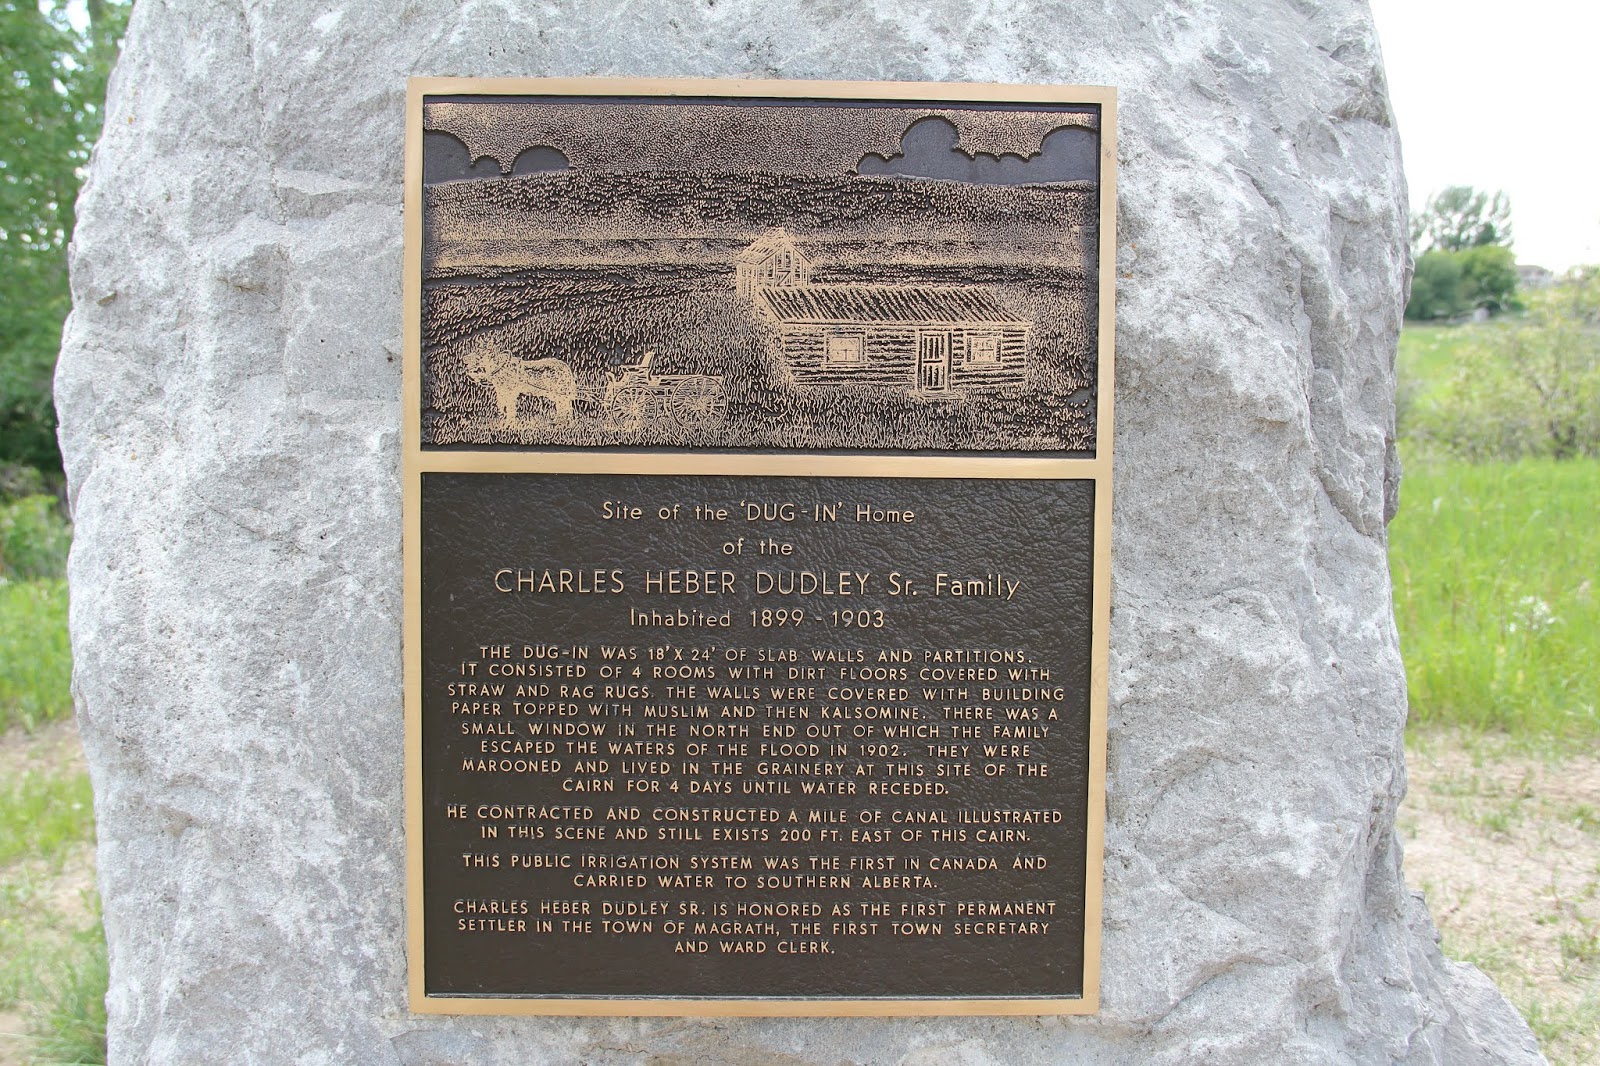 Site of the 'DUG-IN' Home
of the
CHARLES HEBER DUDLEY Sr. Family
Inhabited 1899 - 1903
THE DUG-IN WAS 18' X 24' OF SLAB WALLS AND PARTITIONS.
IT CONSISTED OF 4 ROOMS WITH DIRT FLOORS COVERED WITH
STRAW AND RAG RUGS. THE WALLS WERE COVERED WITH BUILDING
PAPER TOPPED WITH MUSLIM AND THEN KALSOMINE. THERE WAS A
SMALL WINDOW IN THE NORTH END OUT OF WHICH THE FAMILY
ESCAPED THE WATERS OF THE FLOOD IN 1902. THEY WERE
MAROONED AND LIVED IN THE GRAINERY AT THIS SITE OF THE
CAIRN FOR 4 DAYS UNTIL WATER RECEDED.
HE CONTRACTED AND CONSTRUCTED A MILE OF CANAL ILLUSTRATED
IN THIS SCENE AND STILL EXISTS 200 FT. EAST OF THIS CAIRN.
THIS PUBLIC IRRIGATION SYSTEM WAS THE FIRST IN CANADA AND
CARRIED WATER TO SOUTHERN ALBERTA.
CHARLES HEBER DUDLEY SR. IS HONORED AS THE FIRST PERMANENT
SETTLER IN THE TOWN OF MAGRATH, THE FIRST TOWN SECRETARY
AND WARD CLERK.